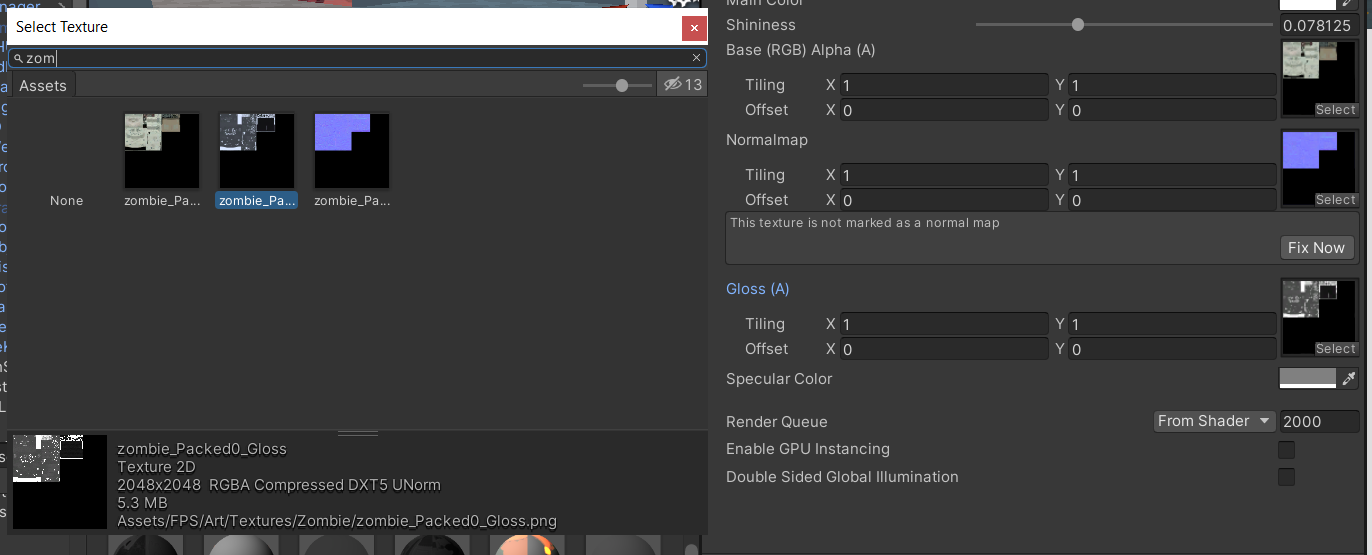 anager
Select Texture
zom
Assets
13
None
zombie_Pa...
zombie_Pa...
zombie_Pa...
zombie_Packed0_Gloss
Texture 2D
2048x2048 RGBA Compressed DXT5 UNorm
5.3 MB
Assets/FPS/Art/Textures/Zombie/zombie_Packed0_Gloss.png
Main Color
Shininess 0.078125
Base (RGB) Alpha (A)
Tiling X 1 Y 1
Offset X 0 Y 0
Select
Normalmap
Tiling X 1 Y 1
Offset X 0 Y 0
Select
This texture is not marked as a normal map
Fix Now
Gloss (A)
Tiling X 1 Y 1
Offset X 0 Y 0
Select
Specular Color
Render Queue From Shader 2000
Enable GPU Instancing
Double Sided Global Illumination